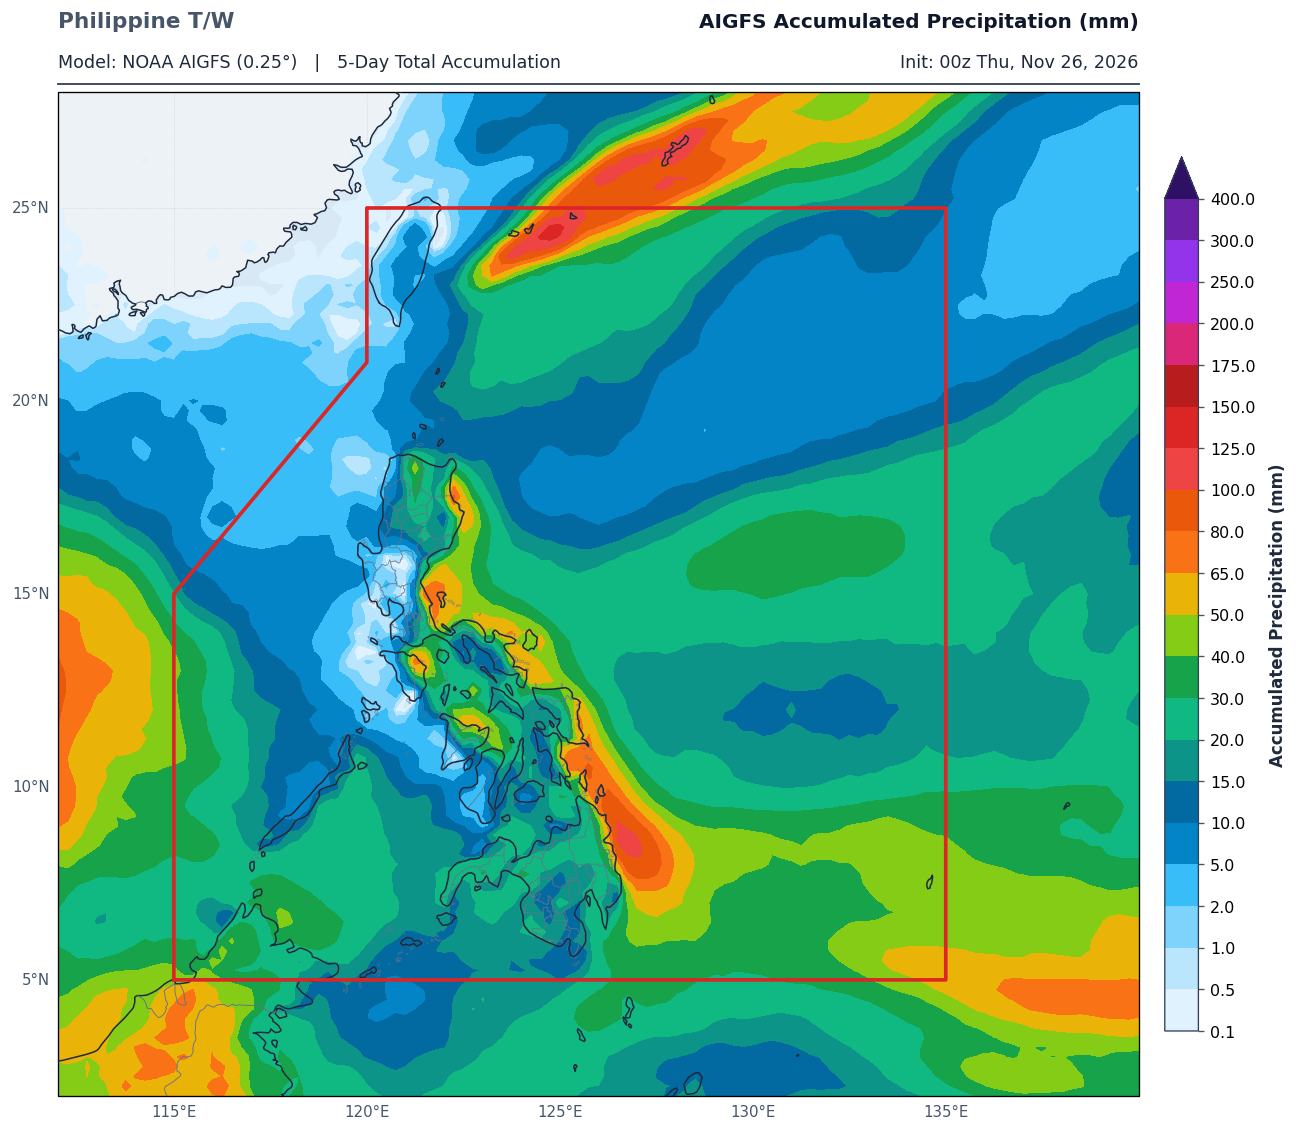 Philippine T/W
AIGFS Accumulated Precipitation (mm)
Model: NOAA AIGFS (0.25°)   |   5-Day Total Accumulation
Init: 00z Thu, Nov 26, 2026
25°N
20°N
15°N
10°N
5°N
115°E
120°E
125°E
130°E
135°E
400.0
300.0
250.0
200.0
175.0
150.0
125.0
100.0
80.0
65.0
50.0
40.0
30.0
20.0
15.0
10.0
5.0
2.0
1.0
0.5
0.1
Accumulated Precipitation (mm)